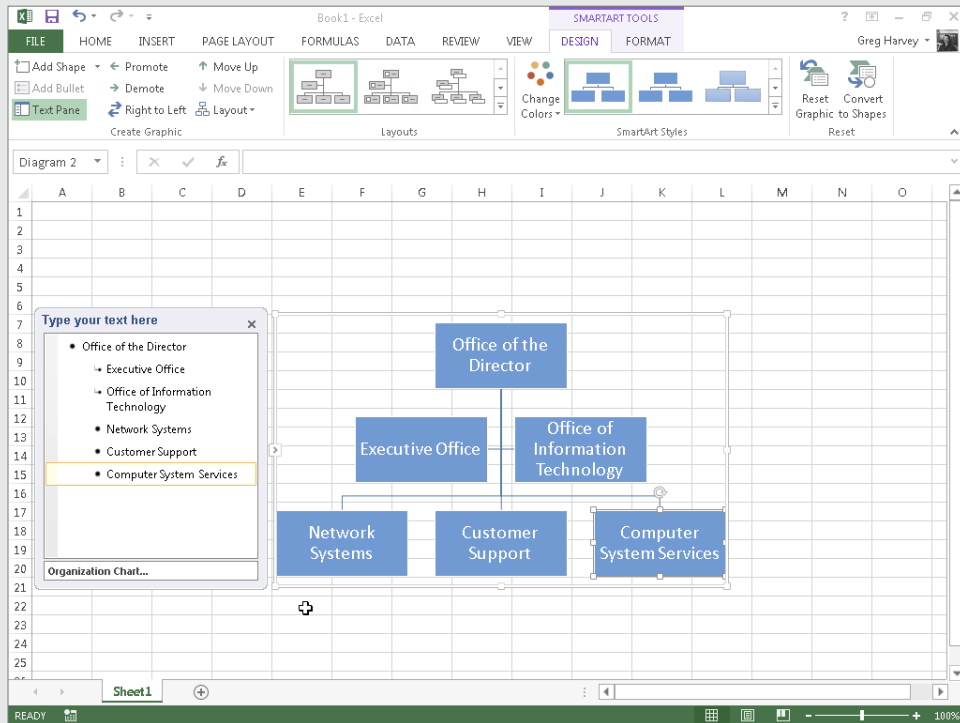 Book1 - Excel
SMARTART TOOLS
?
FILE HOME INSERT PAGE LAYOUT FORMULAS DATA REVIEW VIEW DESIGN FORMAT Greg Harvey
Add Shape Promote Move Up
Add Bullet Demote Move Down
Text Pane Right to Left Layout
Create Graphic
Layouts
Change
Colors
SmartArt Styles
Reset
Graphic
Convert
to Shapes
Reset
Diagram 2
fx
A B C D E F G H I J K L M N O
1
2
3
4
5
6
7
8
9
10
11
12
13
14
15
16
17
18
19
20
21
22
23
24
25
Type your text here
Office of the Director
Executive Office
Office of Information
Technology
Network Systems
Customer Support
Computer System Services
Organization Chart...
Office of the
Director
Executive Office
Office of
Information
Technology
Network
Systems
Customer
Support
Computer
System Services
Sheet1
READY
100%